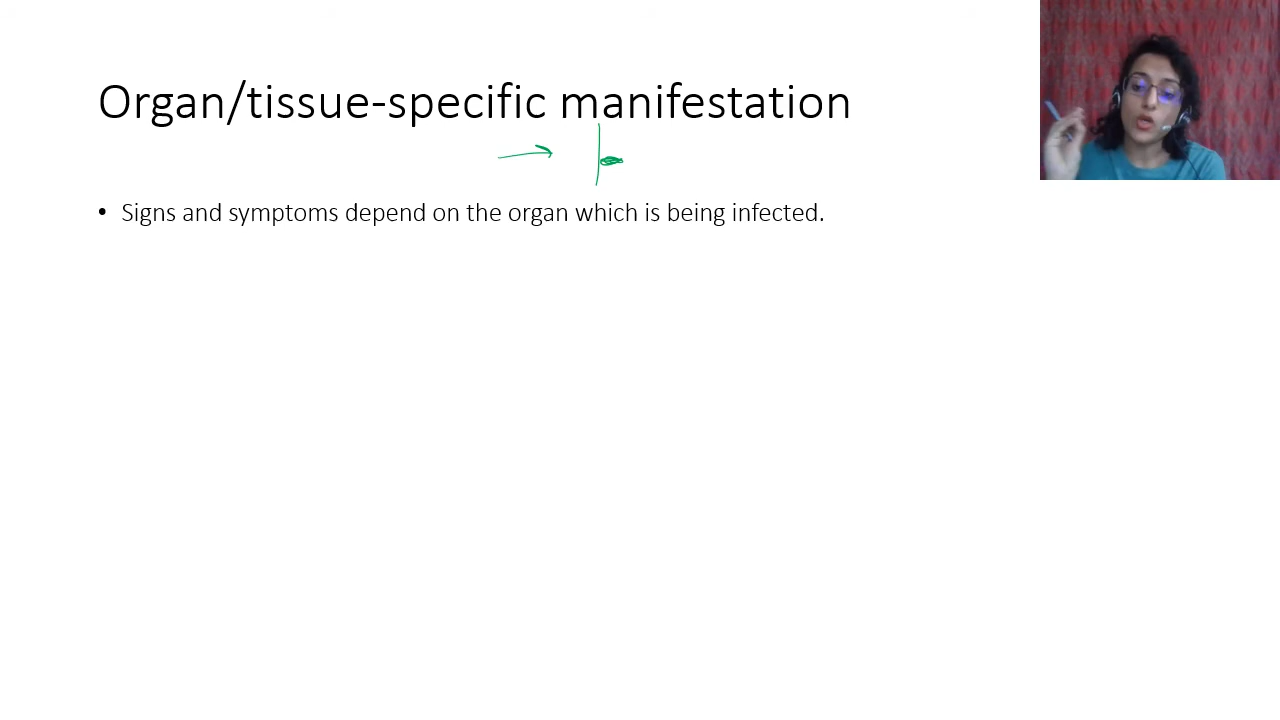 Organ/tissue-specific manifestation
• Signs and symptoms depend on the organ which is being infected.